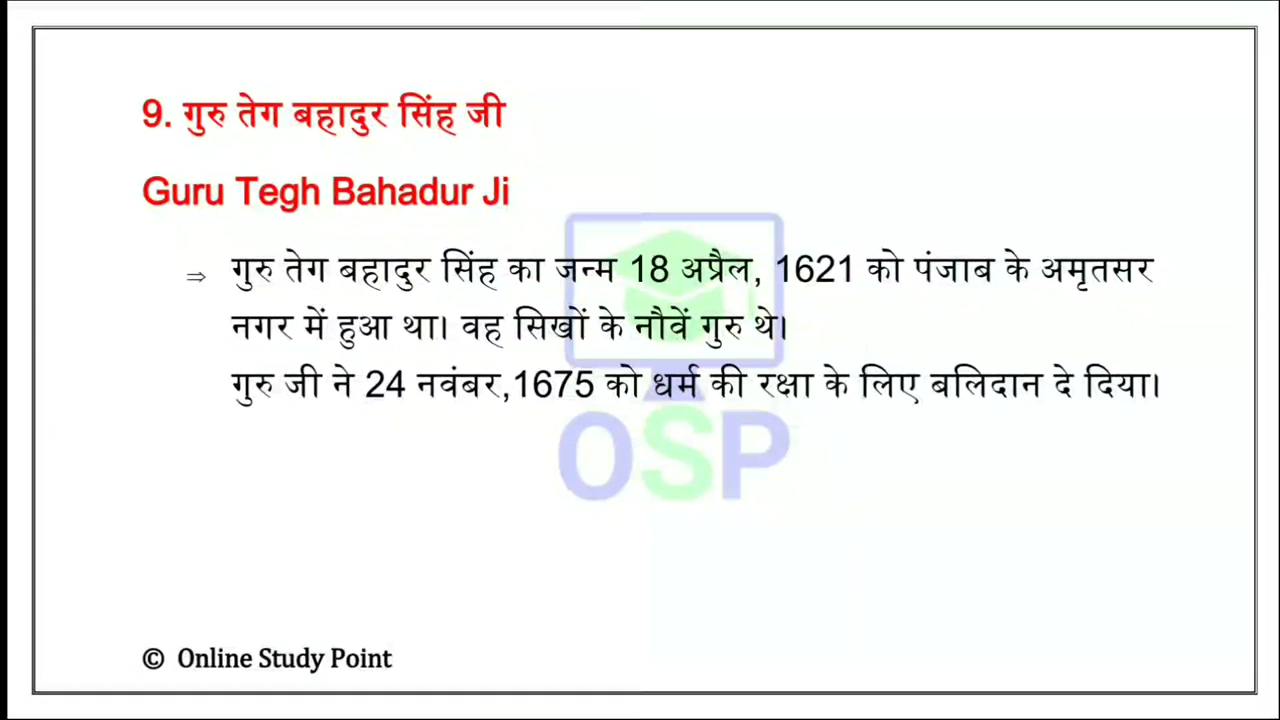 9. गुरु तेग बहादुर सिंह जी
Guru Tegh Bahadur Ji
⇒ गुरु तेग बहादुर सिंह का जन्म 18 अप्रैल, 1621 को पंजाब के अमृतसर
नगर में हुआ था। वह सिखों के नौवें गुरु थे।
गुरु जी ने 24 नवंबर,1675 को धर्म की रक्षा के लिए बलिदान दे दिया।
OSP
© Online Study Point